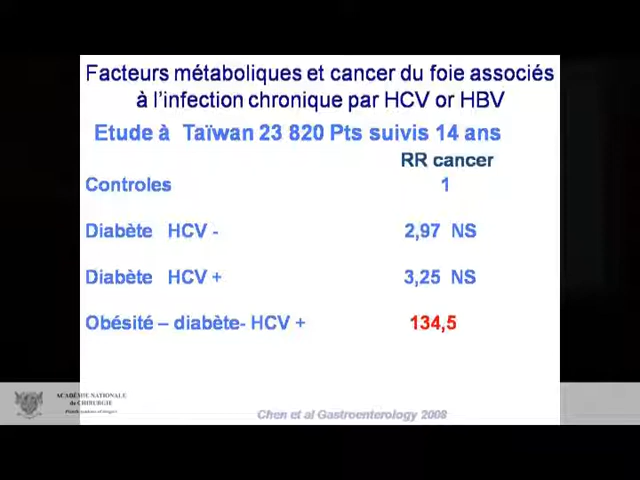 Facteurs métaboliques et cancer du foie associés
à l'infection chronique par HCV or HBV
Etude à Taïwan 23 820 Pts suivis 14 ans
RR cancer
Controles 1
Diabète HCV - 2,97 NS
Diabète HCV + 3,25 NS
Obésité – diabète- HCV + 134,5
ACADÉMIE NATIONALE
de CHIRURGIE
Chen et al Gastroenterology 2008